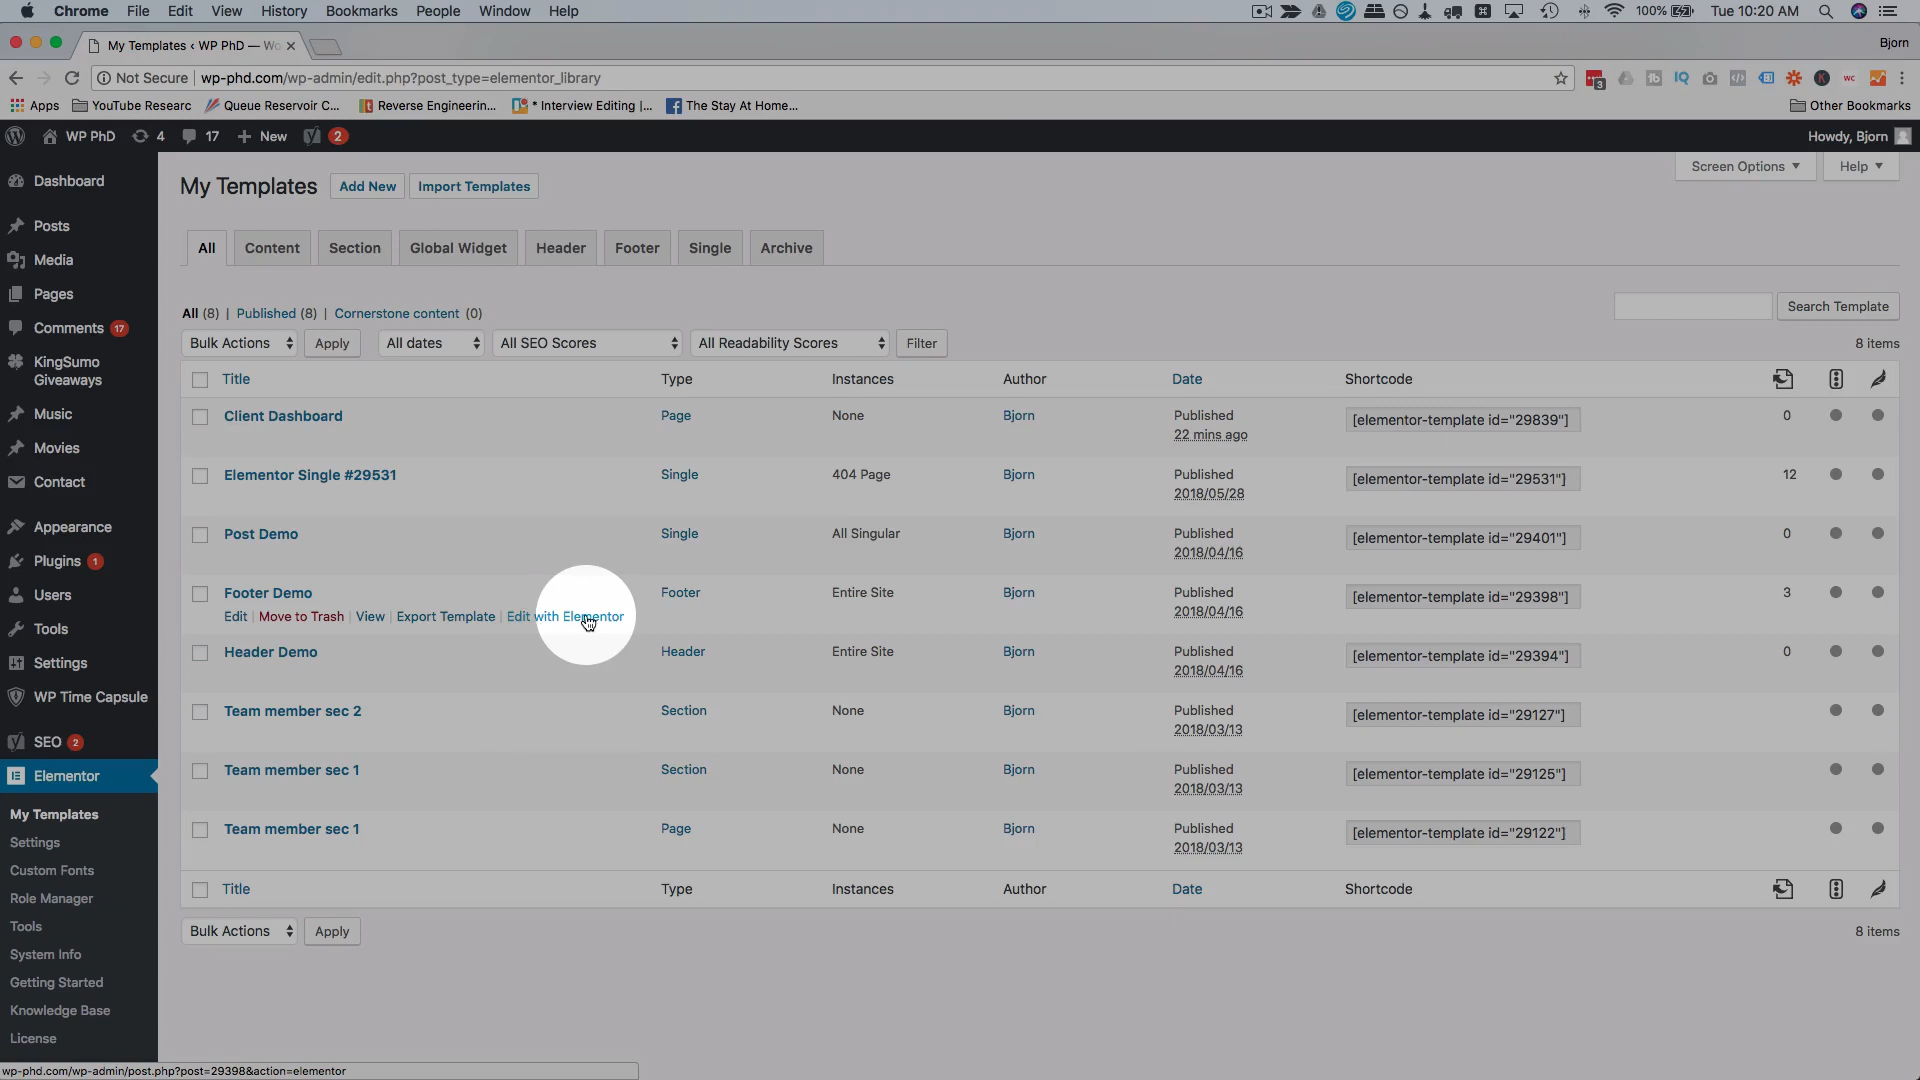 Chrome File Edit View History Bookmarks People Window Help 100% Tue 10:20 AM
My Templates ‹ WP PhD — Wo Bjorn
Not Secure wp-phd.com/wp-admin/edit.php?post_type=elementor_library
Apps YouTube Researc Queue Reservoir C... Reverse Engineerin... * Interview Editing |... The Stay At Home... Other Bookmarks
WP PhD 4 17 New 2 Howdy, Bjorn
Screen Options Help
My Templates Add New Import Templates
All Content Section Global Widget Header Footer Single Archive
All (8) | Published (8) | Cornerstone content (0) Search Template
Bulk Actions Apply All dates All SEO Scores All Readability Scores Filter 8 items
Title Type Instances Author Date Shortcode
Client Dashboard Page None Bjorn Published [elementor-template id="29839"] 0
22 mins ago
Elementor Single #29531 Single 404 Page Bjorn Published [elementor-template id="29531"] 12
2018/05/28
Post Demo Single All Singular Bjorn Published [elementor-template id="29401"] 0
2018/04/16
Footer Demo Footer Entire Site Bjorn Published [elementor-template id="29398"] 3
Edit | Move to Trash | View | Export Template | Edit with Elementor 2018/04/16
Header Demo Header Entire Site Bjorn Published [elementor-template id="29394"] 0
2018/04/16
Team member sec 2 Section None Bjorn Published [elementor-template id="29127"]
2018/03/13
Team member sec 1 Section None Bjorn Published [elementor-template id="29125"]
2018/03/13
Team member sec 1 Page None Bjorn Published [elementor-template id="29122"]
2018/03/13
Title Type Instances Author Date Shortcode
Bulk Actions Apply 8 items
Dashboard
Posts
Media
Pages
Comments 17
KingSumo
Giveaways
Music
Movies
Contact
Appearance
Plugins 1
Users
Tools
Settings
WP Time Capsule
SEO 2
Elementor
My Templates
Settings
Custom Fonts
Role Manager
Tools
System Info
Getting Started
Knowledge Base
License
wp-phd.com/wp-admin/post.php?post=29398&action=elementor